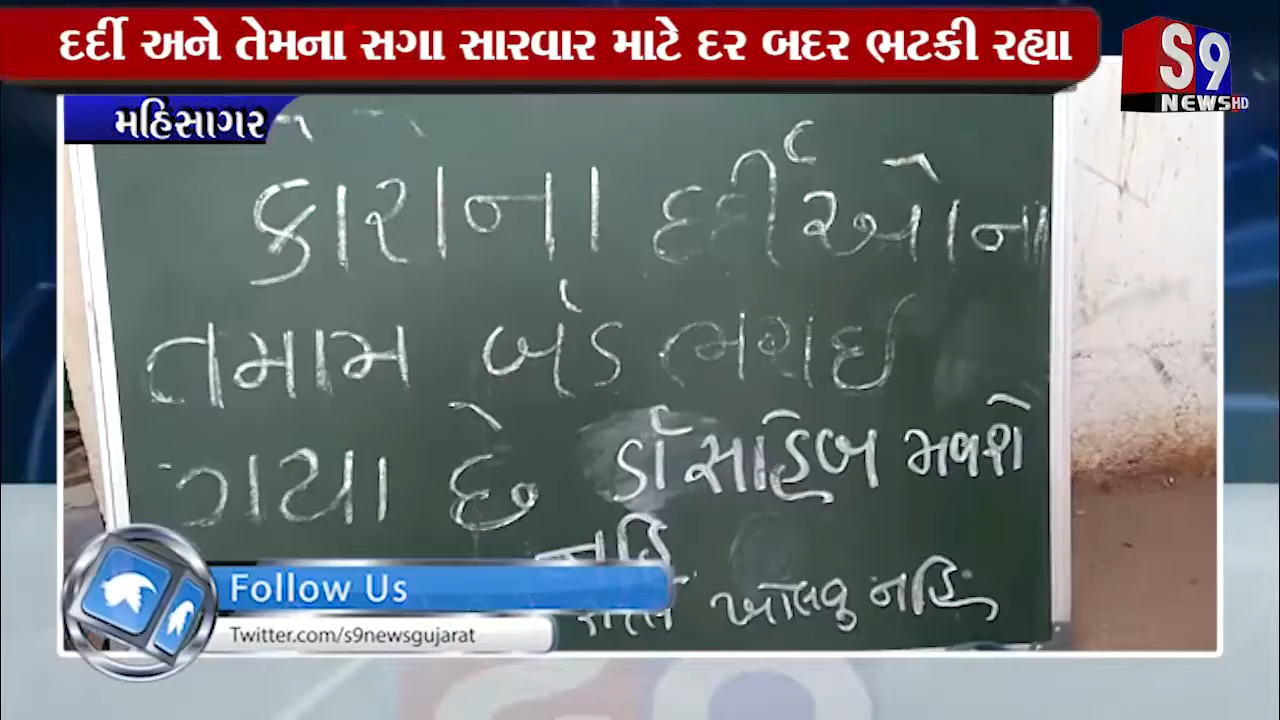 દર્દી અને તેમના સગા સારવાર માટે દર બદર ભટકી રહ્યા
S9
NEWS HD
મહિસાગર
કોરોના દર્દીઓના
તમામ બેડ ભરાઈ
ગયા છે ડૉ સાહેબ મળશે
નહિ
ખોલવુ નહિ
Follow Us
Twitter.com/s9newsgujarat